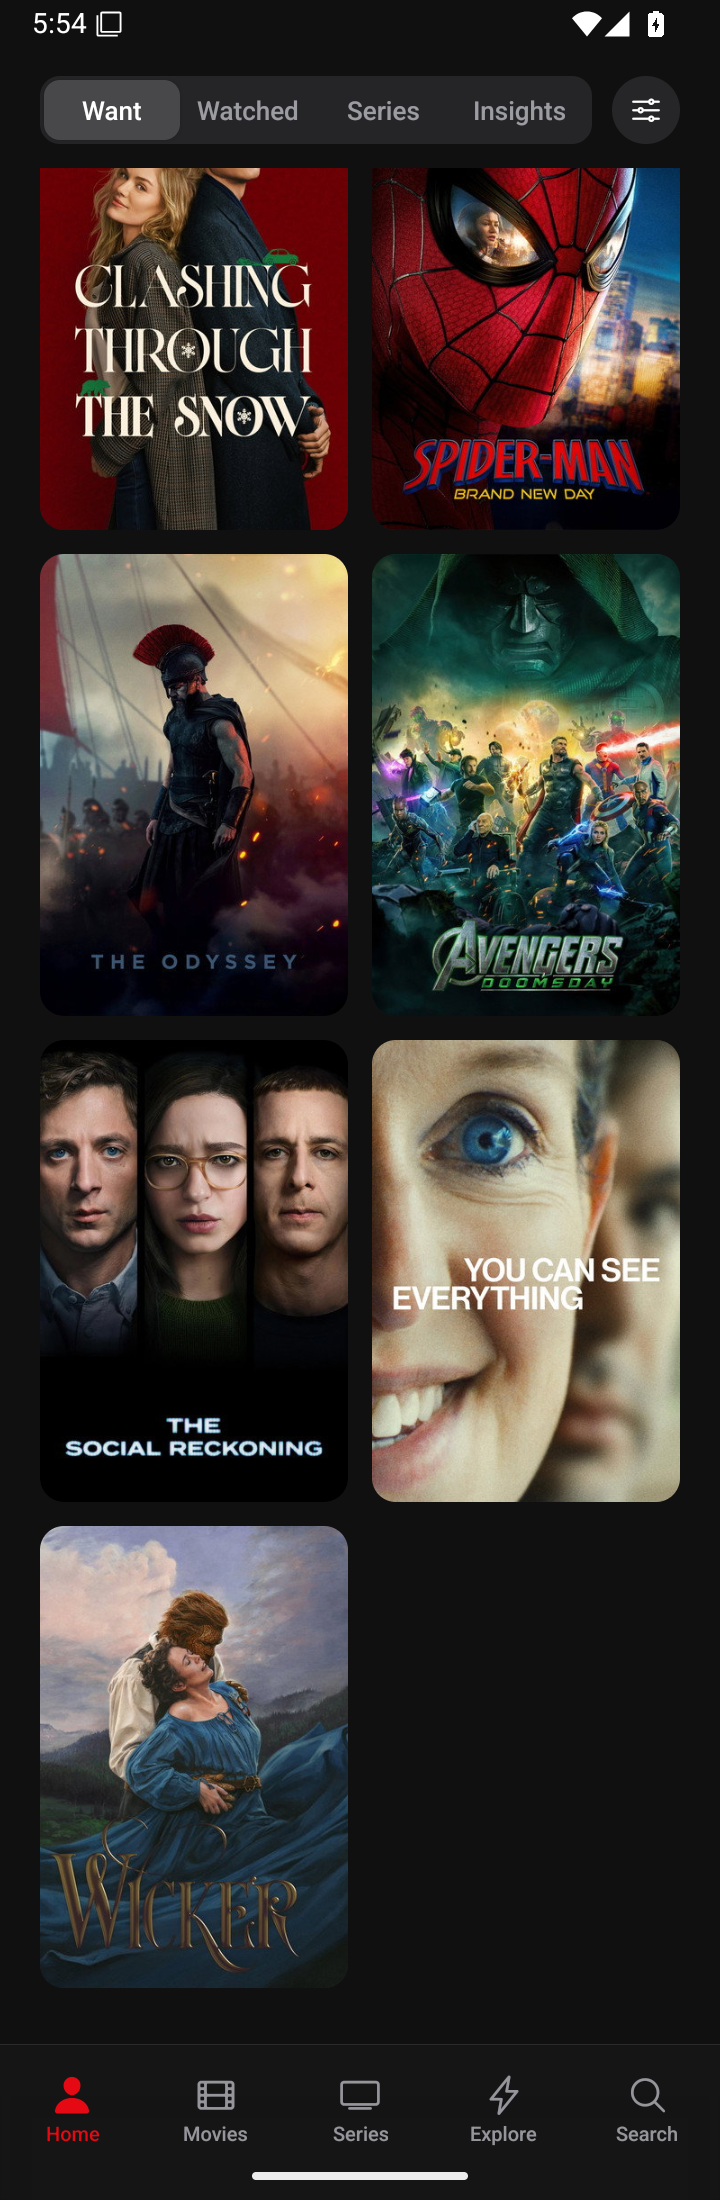 5:54
Want
Watched
Series
Insights
CLASHING
THROUGH
THE SNOW
SPIDER-MAN
BRAND NEW DAY
THE ODYSSEY
AVENGERS
DOOMSDAY
THE
SOCIAL RECKONING
YOU CAN SEE
EVERYTHING
WICKER
Home
Movies
Series
Explore
Search